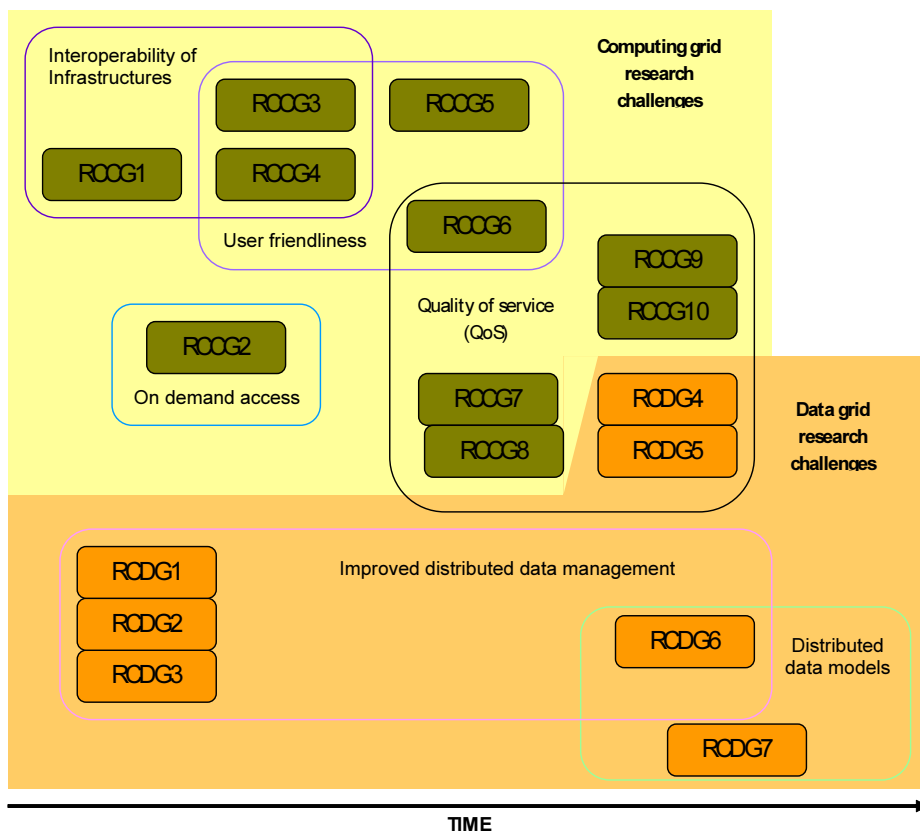 Interoperability of
Infrastructures
Computing grid
research
challenges
RCCG3
RCCG5
RCCG1
RCCG4
User friendliness
RCCG6
RCCG9
RCCG10
Quality of service
(QoS)
RCCG2
On demand access
RCCG7
RCCG8
RCDG4
RCDG5
Data grid
research
challenges
RCDG1
RCDG2
RCDG3
Improved distributed data management
RCDG6
Distributed
data models
RCDG7
TIME